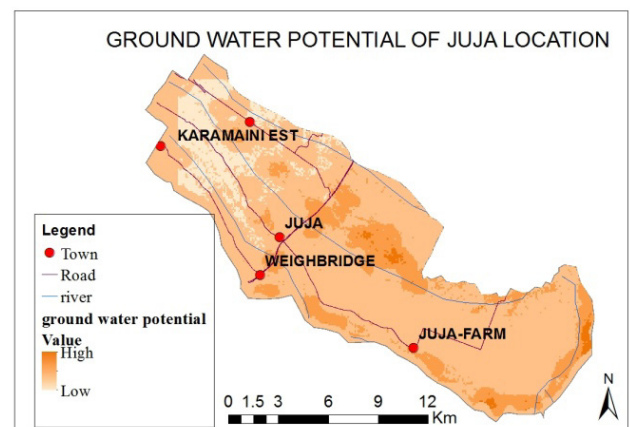 GROUND WATER POTENTIAL OF JUJA LOCATION
KARAMAINI EST
JUJA
WEIGHBRIDGE
JUJA-FARM
Legend
Town
Road
river
ground water potential
Value
High
Low
0 1.5 3 6 9 12
Km
N